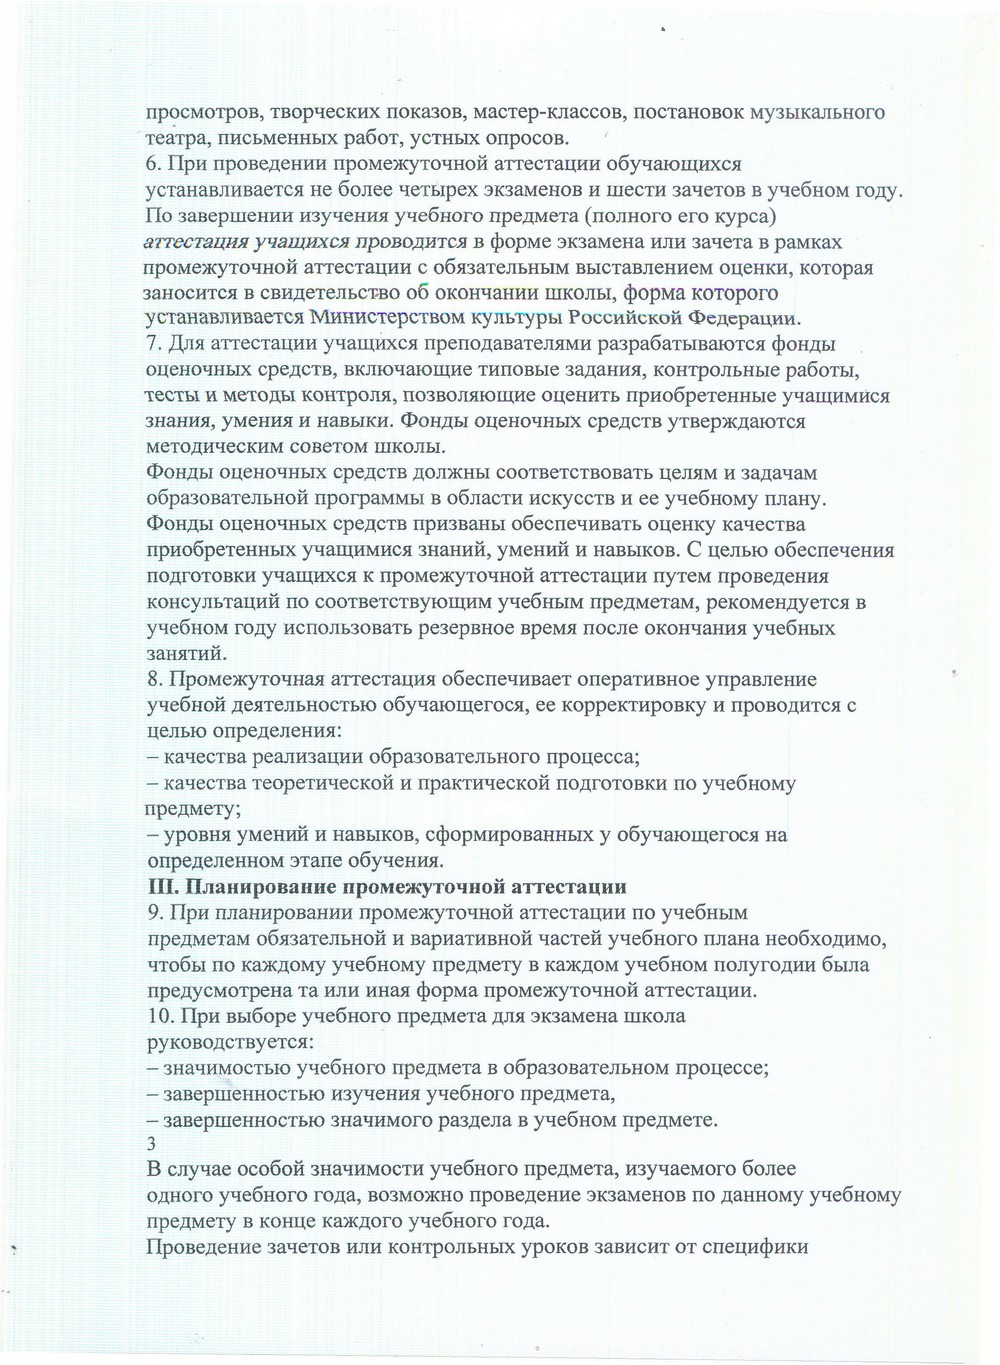 просмотров, творческих показов, мастер-классов, постановок музыкального
театра, письменных работ, устных опросов.
6. При проведении промежуточной аттестации обучающихся
устанавливается не более четырех экзаменов и шести зачетов в учебном году.
По завершении изучения учебного предмета (полного его курса)
аттестация учащихся проводится в форме экзамена или зачета в рамках
промежуточной аттестации с обязательным выставлением оценки, которая
заносится в свидетельство об окончании школы, форма которого
устанавливается Министерством культуры Российской Федерации.
7. Для аттестации учащихся преподавателями разрабатываются фонды
оценочных средств, включающие типовые задания, контрольные работы,
тесты и методы контроля, позволяющие оценить приобретенные учащимися
знания, умения и навыки. Фонды оценочных средств утверждаются
методическим советом школы.
Фонды оценочных средств должны соответствовать целям и задачам
образовательной программы в области искусств и ее учебному плану.
Фонды оценочных средств призваны обеспечивать оценку качества
приобретенных учащимися знаний, умений и навыков. С целью обеспечения
подготовки учащихся к промежуточной аттестации путем проведения
консультаций по соответствующим учебным предметам, рекомендуется в
учебном году использовать резервное время после окончания учебных
занятий.
8. Промежуточная аттестация обеспечивает оперативное управление
учебной деятельностью обучающегося, ее корректировку и проводится с
целью определения:
– качества реализации образовательного процесса;
– качества теоретической и практической подготовки по учебному
предмету;
– уровня умений и навыков, сформированных у обучающегося на
определенном этапе обучения.
III. Планирование промежуточной аттестации
9. При планировании промежуточной аттестации по учебным
предметам обязательной и вариативной частей учебного плана необходимо,
чтобы по каждому учебному предмету в каждом учебном полугодии была
предусмотрена та или иная форма промежуточной аттестации.
10. При выборе учебного предмета для экзамена школа
руководствуется:
– значимостью учебного предмета в образовательном процессе;
– завершенностью изучения учебного предмета,
– завершенностью значимого раздела в учебном предмете.
3
В случае особой значимости учебного предмета, изучаемого более
одного учебного года, возможно проведение экзаменов по данному учебному
предмету в конце каждого учебного года.
Проведение зачетов или контрольных уроков зависит от специфики